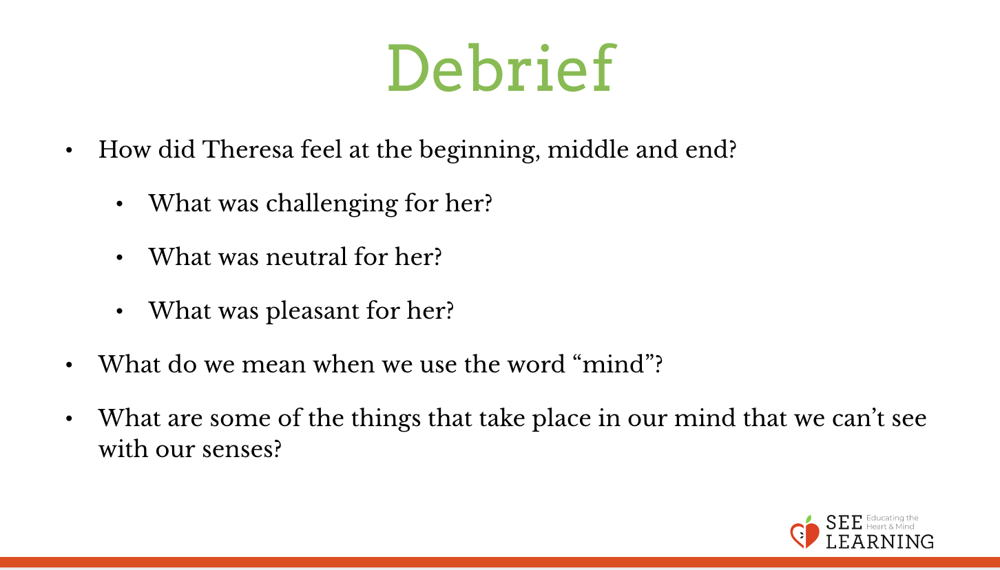 Debrief
• How did Theresa feel at the beginning, middle and end?
• What was challenging for her?
• What was neutral for her?
• What was pleasant for her?
• What do we mean when we use the word “mind”?
• What are some of the things that take place in our mind that we can’t see
with our senses?
SEE Educating the
Heart & Mind
LEARNING